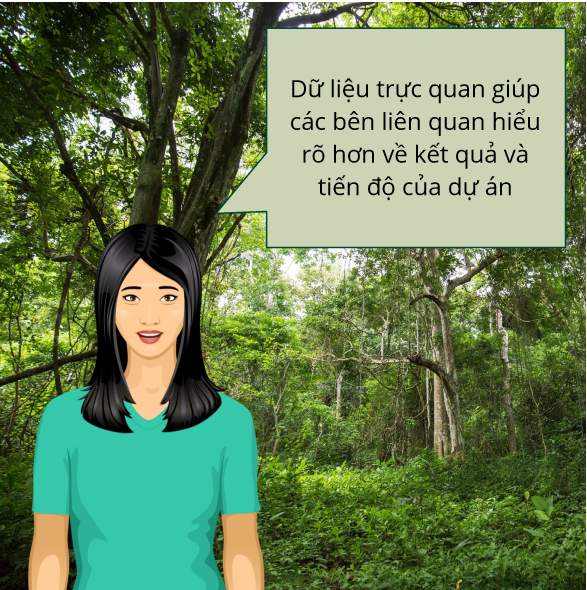 Dữ liệu trực quan giúp
các bên liên quan hiểu
rõ hơn về kết quả và
tiến độ của dự án